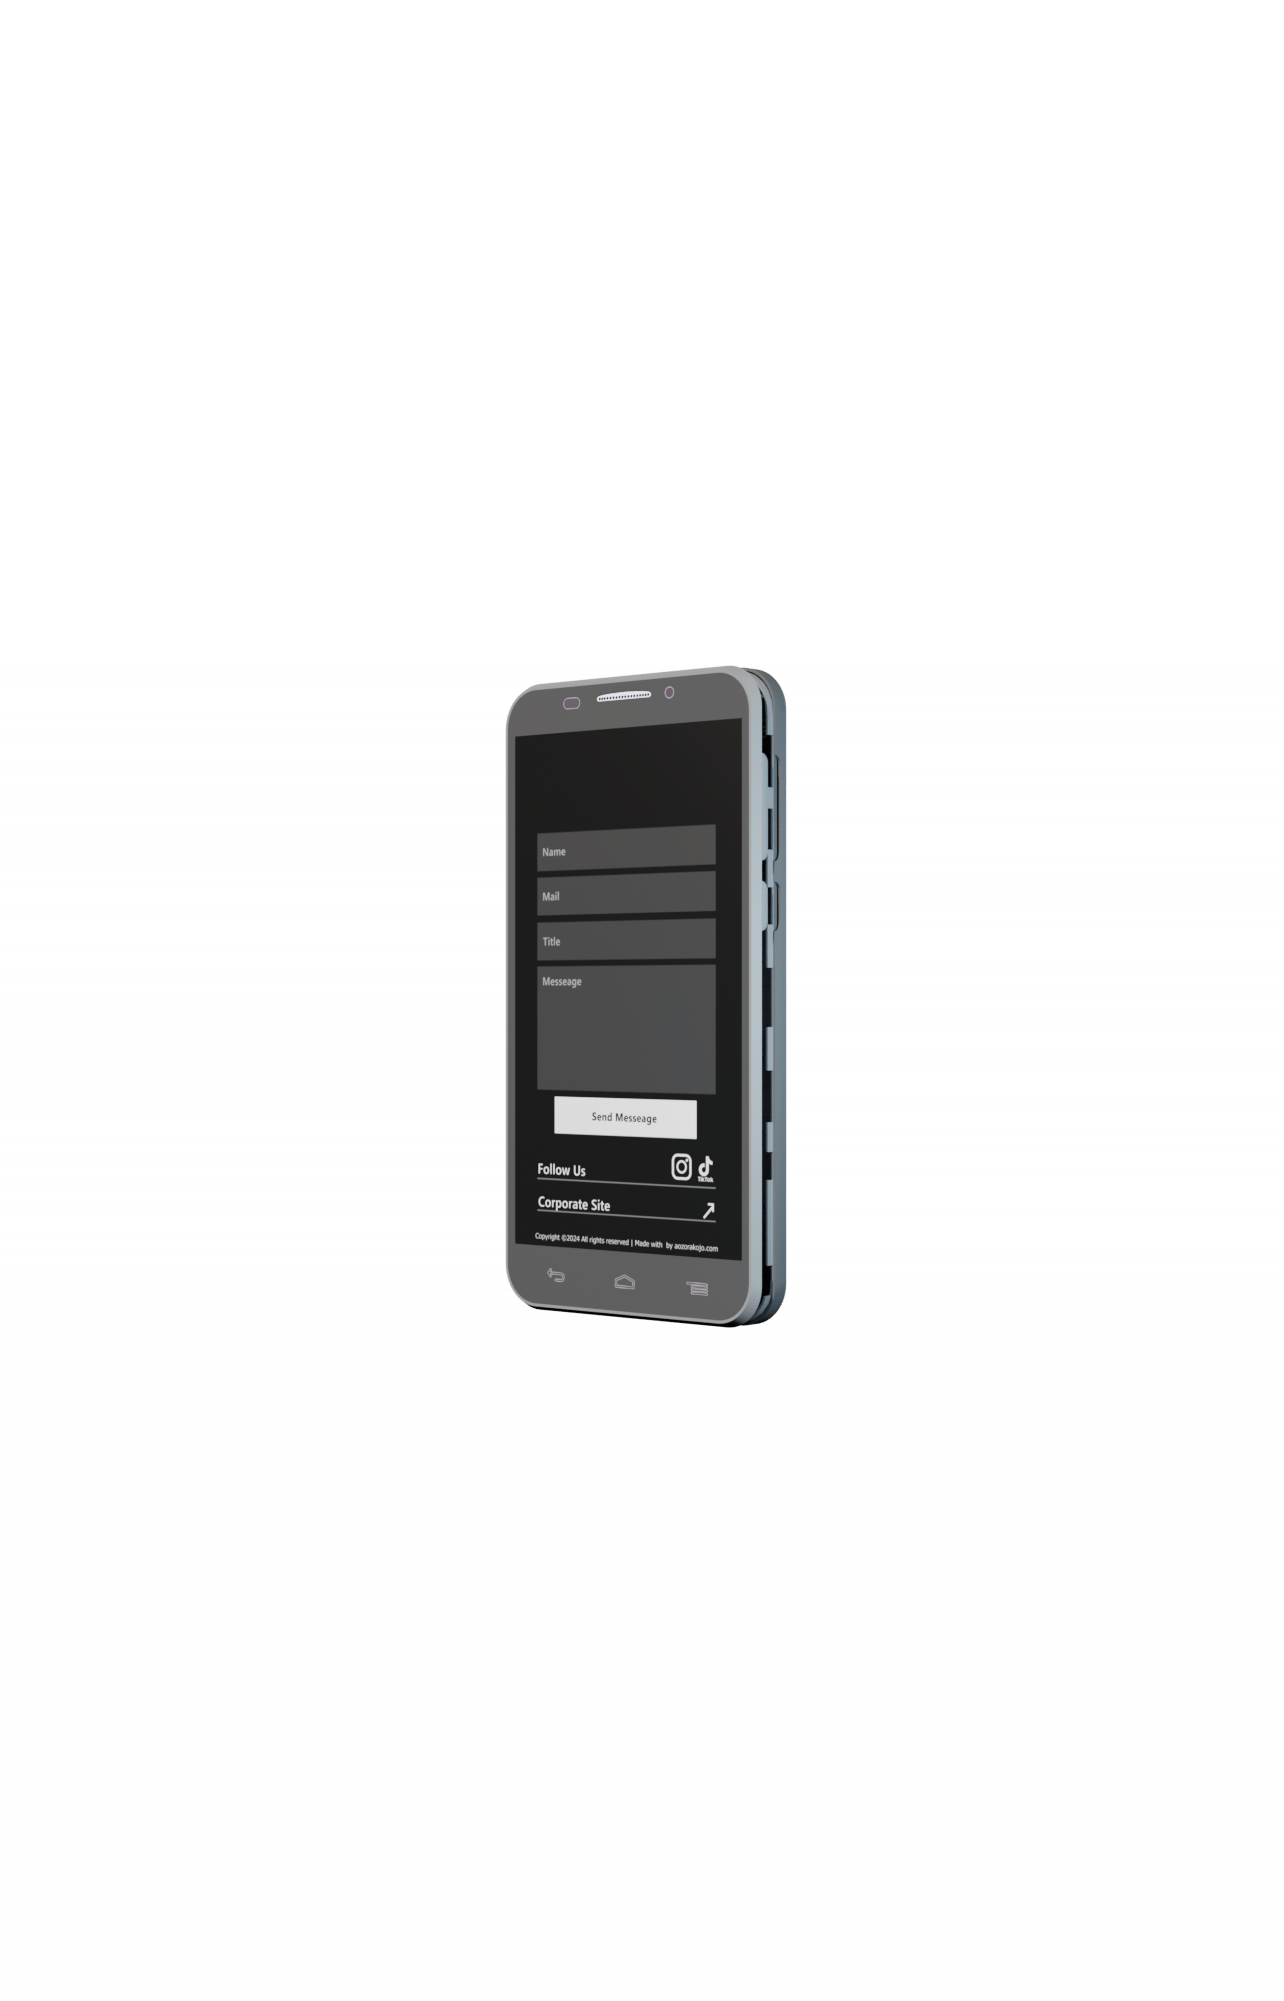 Name
Mail
Title
Messeage
Send Messeage
Follow Us
TikTok
Corporate Site
Copyright ©2024 All rights reserved | Made with by aozorakojo.com